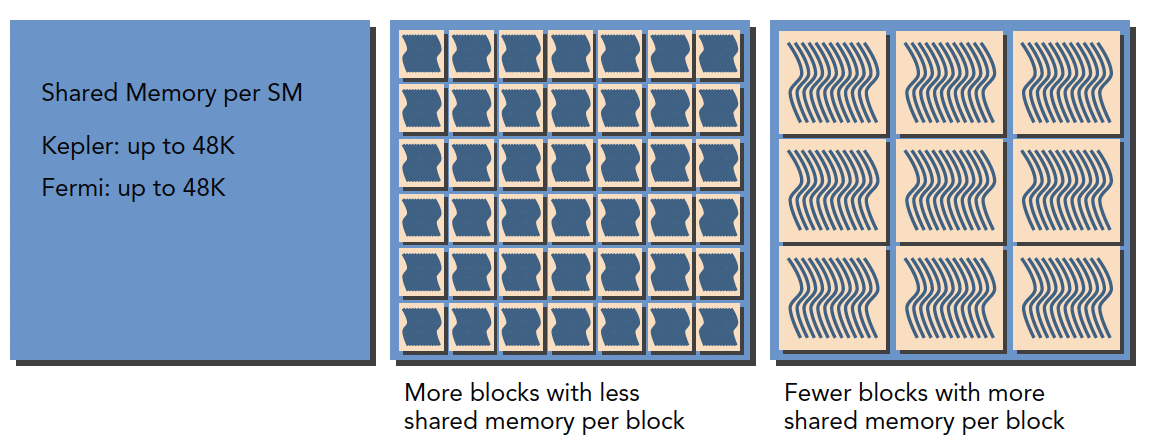 Shared Memory per SM
Kepler: up to 48K
Fermi: up to 48K
More blocks with less
shared memory per block
Fewer blocks with more
shared memory per block